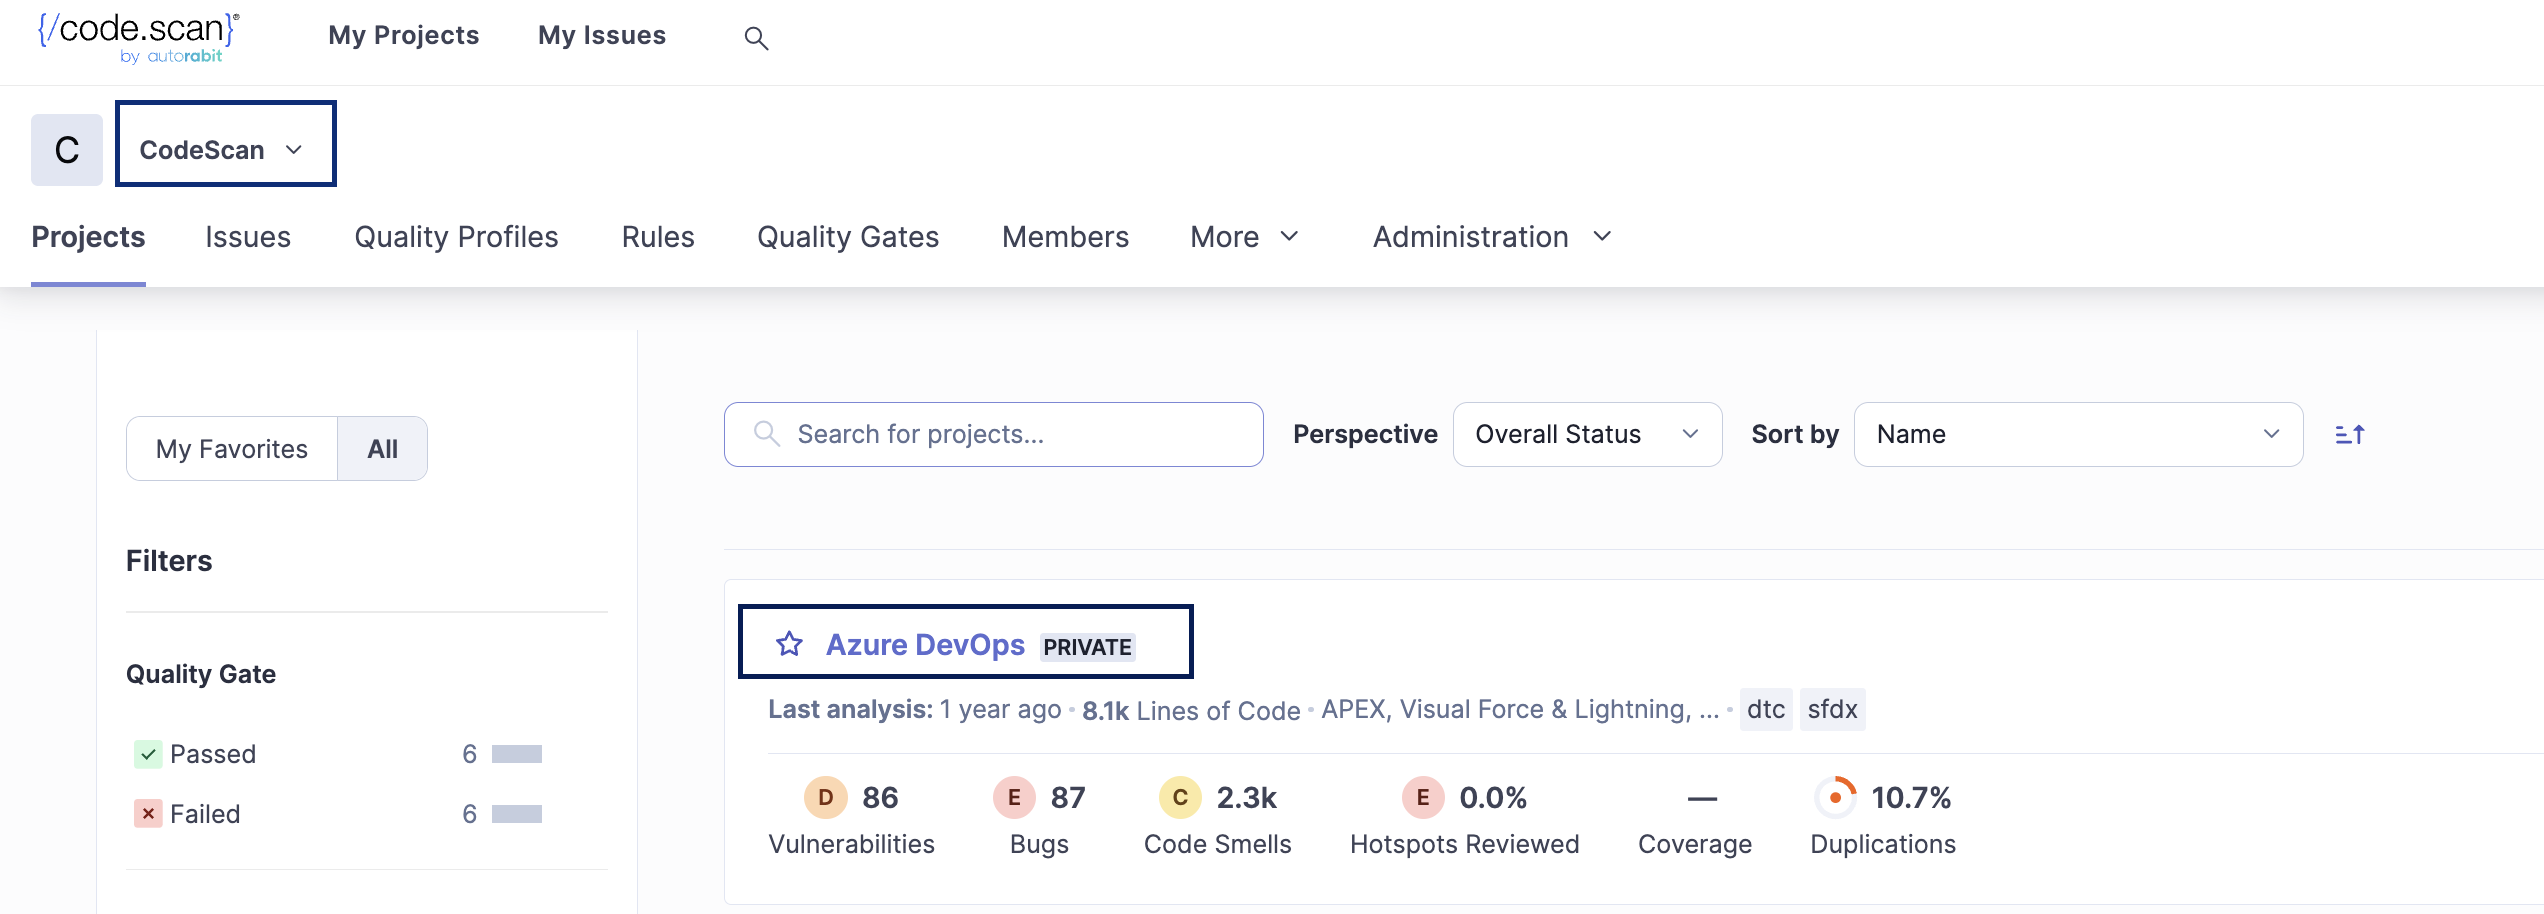 {/code.scan}®
by autorabit
My Projects
My Issues
C
CodeScan
Projects
Issues
Quality Profiles
Rules
Quality Gates
Members
More
Administration
My Favorites
All
Filters
Quality Gate
Passed 6
Failed 6
Search for projects...
Perspective
Overall Status
Sort by
Name
Azure DevOps PRIVATE
Last analysis: 1 year ago · 8.1k Lines of Code · APEX, Visual Force & Lightning, ... · dtc sfdx
D 86
Vulnerabilities
E 87
Bugs
C 2.3k
Code Smells
E 0.0%
Hotspots Reviewed
—
Coverage
10.7%
Duplications